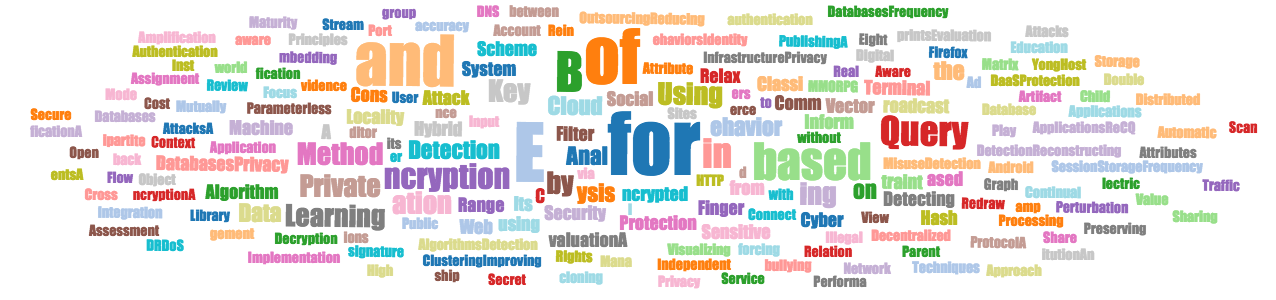 DNS between DatabasesFrequency
group OutsourcingReducing authentication
Maturity Stream Port accuracy Account Rein Attacks
Amplification aware Principles and Scheme of ehaviorsIdentity PublishingA Eight printsEvaluation
Authentication mbedding B InfrastructurePrivacy Digital Firefox Education
Inst world fication System Attribute Relax Real Aware the Matrix YongHost Storage
Assignment Review vidence Key Using ers Classi MMORPG Terminal Ad DaaSProtection Double
Mode Focus Cons User Attack Cloud Social erce to Comm Vector roadcast Artifact Child Distributed
Secure Databases Cost Mutually Parameterless Locality nce Input Sites inform Database Applications
ficationA AttacksA Machine A ditor Hybrid E Filter for ehavior without Query Play ApplicationsReCQ Automatic Scan
Open Ipartite Context Application Method its er Detection Anal in based DetectionReconstructing Attributes
entsA back DatabasesPrivacy via d MisuseDetection Android SessionStorageFrequency
Flow Object Private ncryption by ysis HTTP traint ased Graph Continual lectric Traffic
Cross ncryptionA Algorithm ation Range Its C ncrypted from with ing on Detecting Redraw amp Perturbation Value
Integration Library Data Learning Public Web using Security i Protection Finger Connect Cyber View Hash Processing Sharing
Assessment gement Decryption ions valuationA Sensitive Illegal Decentralized ProtocolA Share Preserving
DRDoS Implementation signature AlgorithmsDetection Rights Visualizing forcing Relation Parent itutionAn
High ClusteringImproving Mana Independent bullying Network Techniques Approach
ship Secret cloning Privacy Service Performa